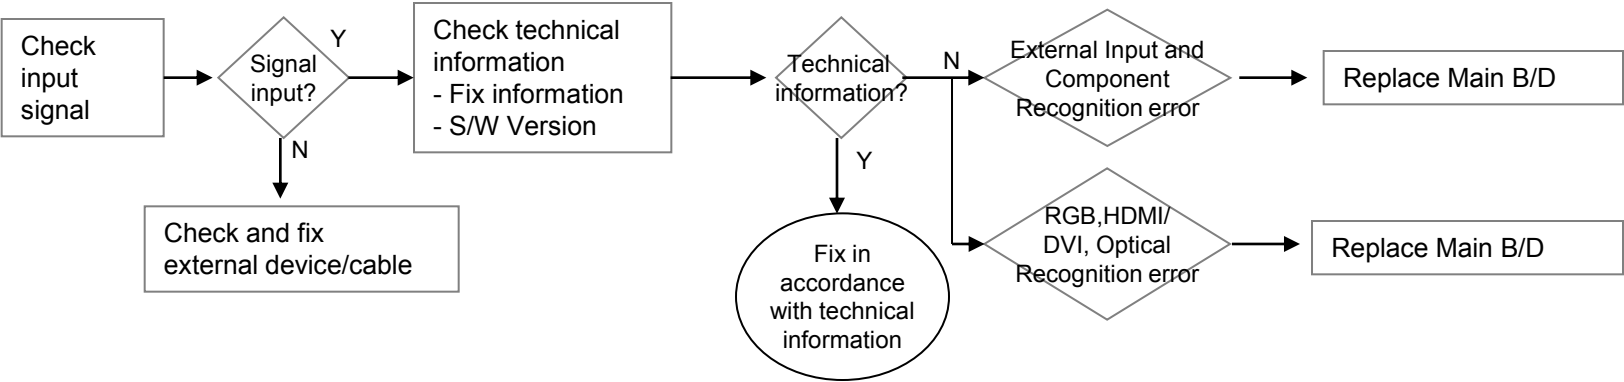 Check
input
signal
Signal
input?
Y
N
Check and fix
external device/cable
Check technical
information
- Fix information
- S/W Version
Technical
information?
N
Y
Fix in
accordance
with technical
information
External Input and
Component
Recognition error
Replace Main B/D
RGB,HDMI/
DVI, Optical
Recognition error
Replace Main B/D